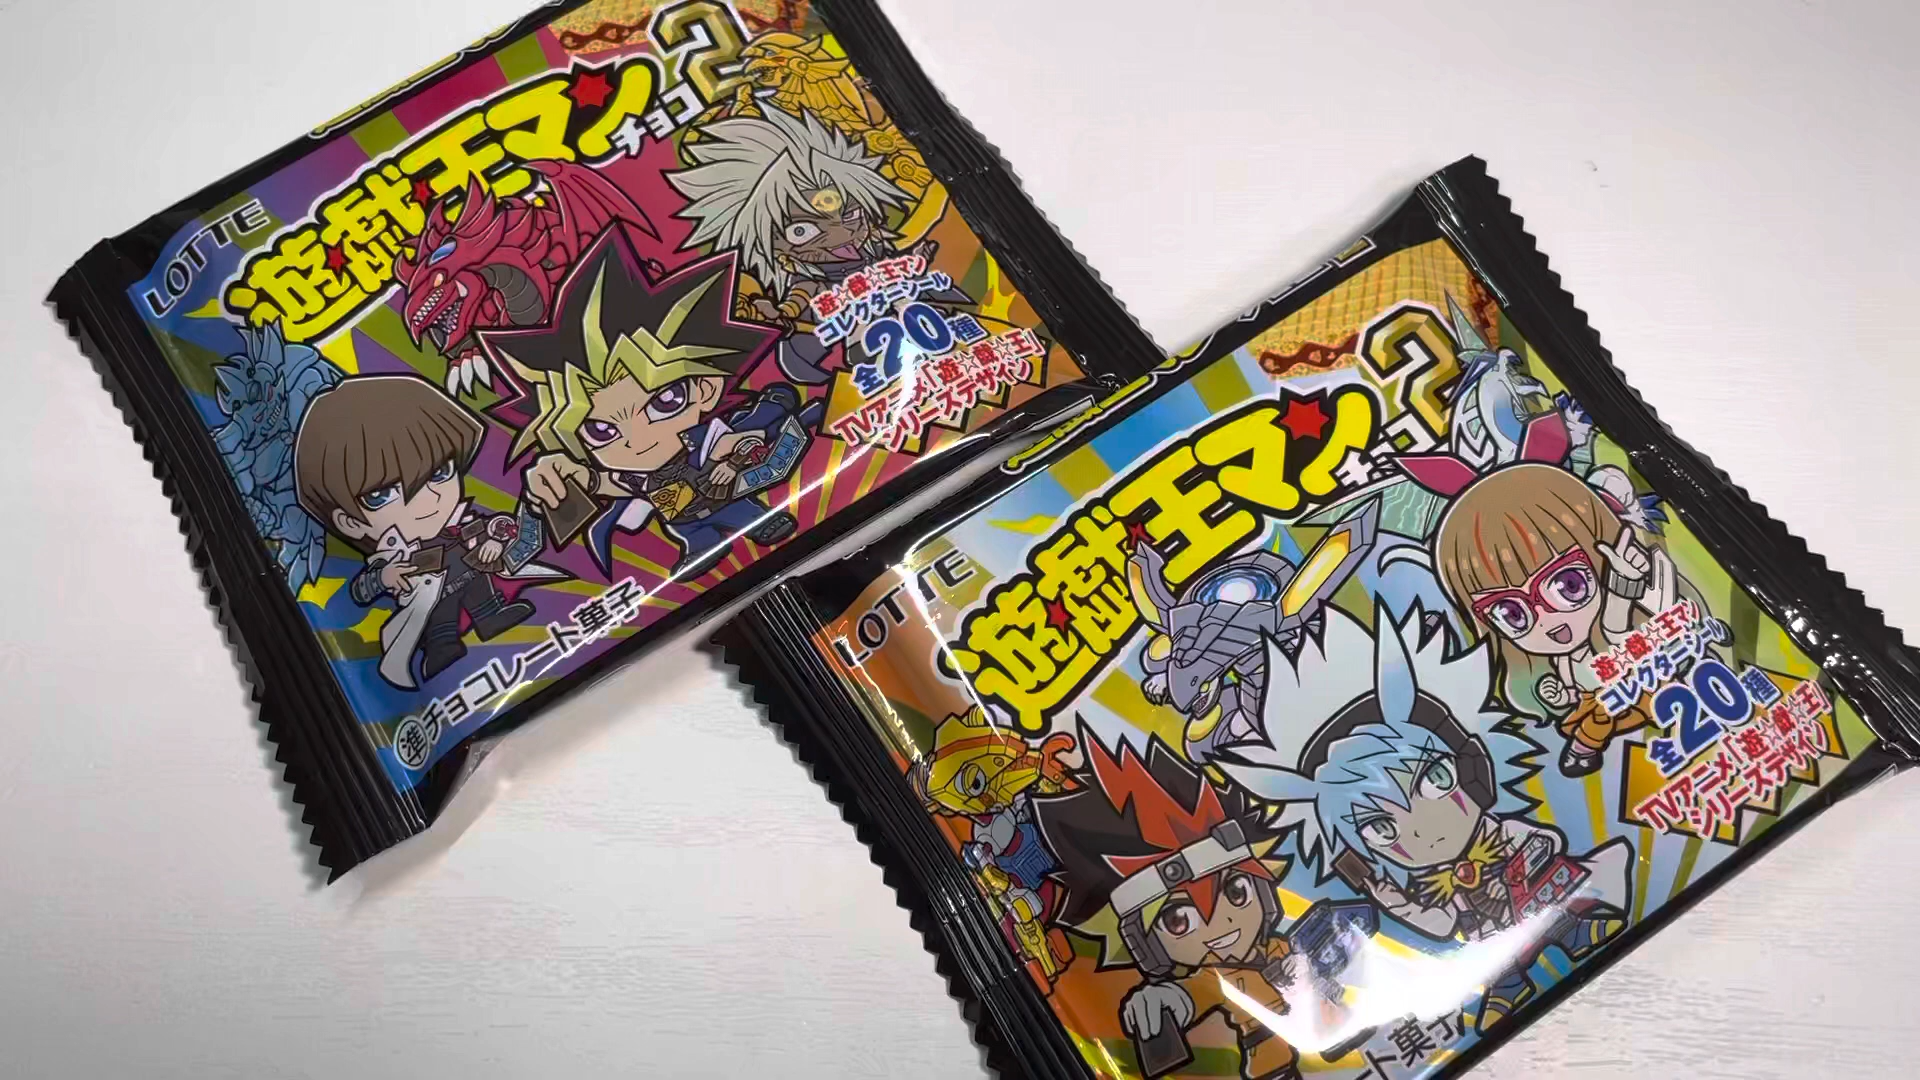 LOTTE
遊☆戯☆王マン
チョコ2
遊☆戯☆王マン
コレクターシール
全20種
TVアニメ「遊☆戯☆王」
シリーズデザイン
準チョコレート菓子
LOTTE
遊☆戯☆王マン
チョコ2
遊☆戯☆王マン
コレクターシール
全20種
TVアニメ「遊☆戯☆王」
シリーズデザイン
ート菓子